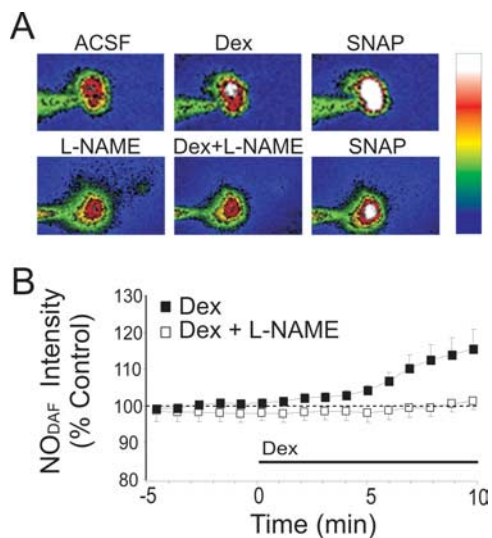 A
ACSF Dex SNAP
L-NAME Dex+L-NAME SNAP
B
NODAF Intensity
(% Control)
130
120
110
100
90
80
Dex
Dex + L-NAME
Dex
-5 0 5 10
Time (min)